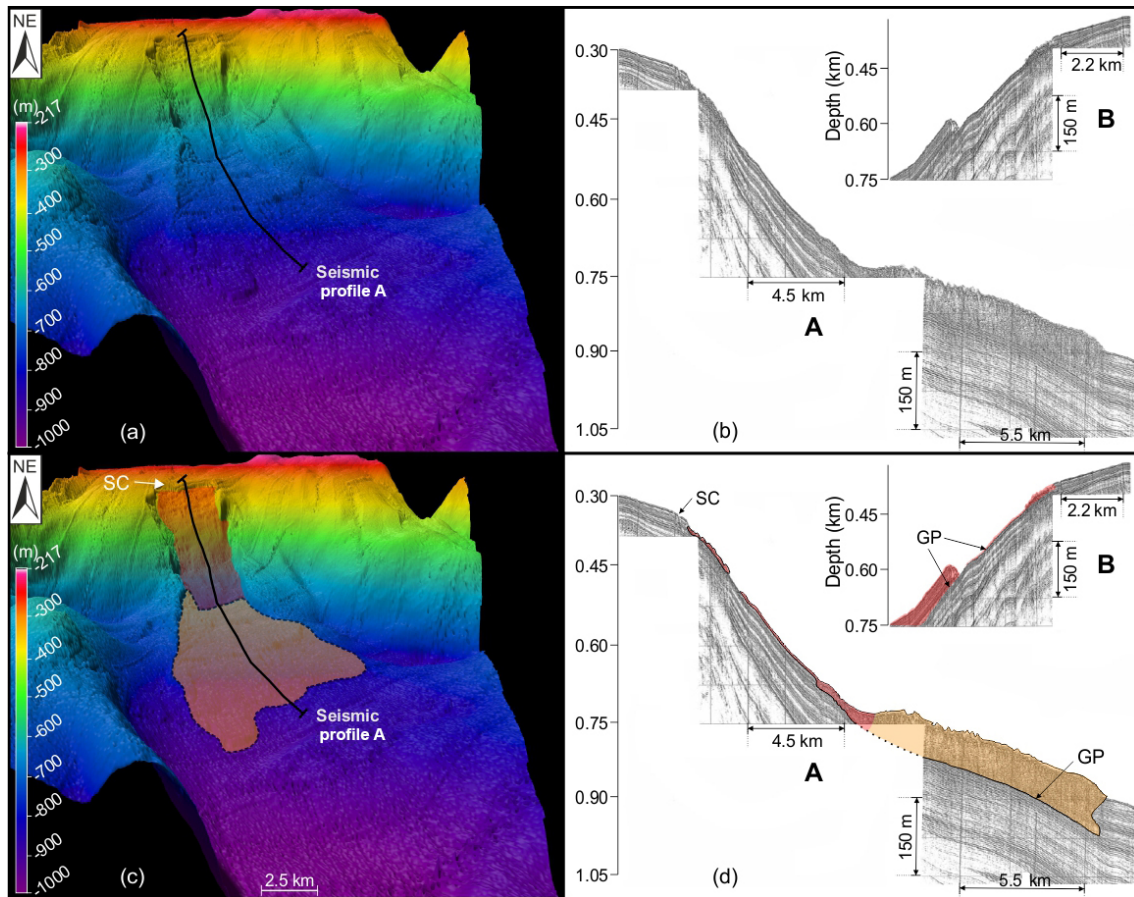 NE
(m)
-217
-300
-400
-500
-600
-700
-800
-900
-1000
Seismic
profile A
(a)
0.30
0.45
0.60
0.75
0.90
1.05
4.5 km
A
150 m
5.5 km
(b)
Depth (km)
0.45
0.60
0.75
2.2 km
150 m
B
NE
SC
(m)
-217
-300
-400
-500
-600
-700
-800
-900
-1000
Seismic
profile A
(c)
2.5 km
0.30
0.45
0.60
0.75
0.90
1.05
SC
4.5 km
A
GP
150 m
5.5 km
(d)
Depth (km)
0.45
0.60
0.75
GP
2.2 km
150 m
B